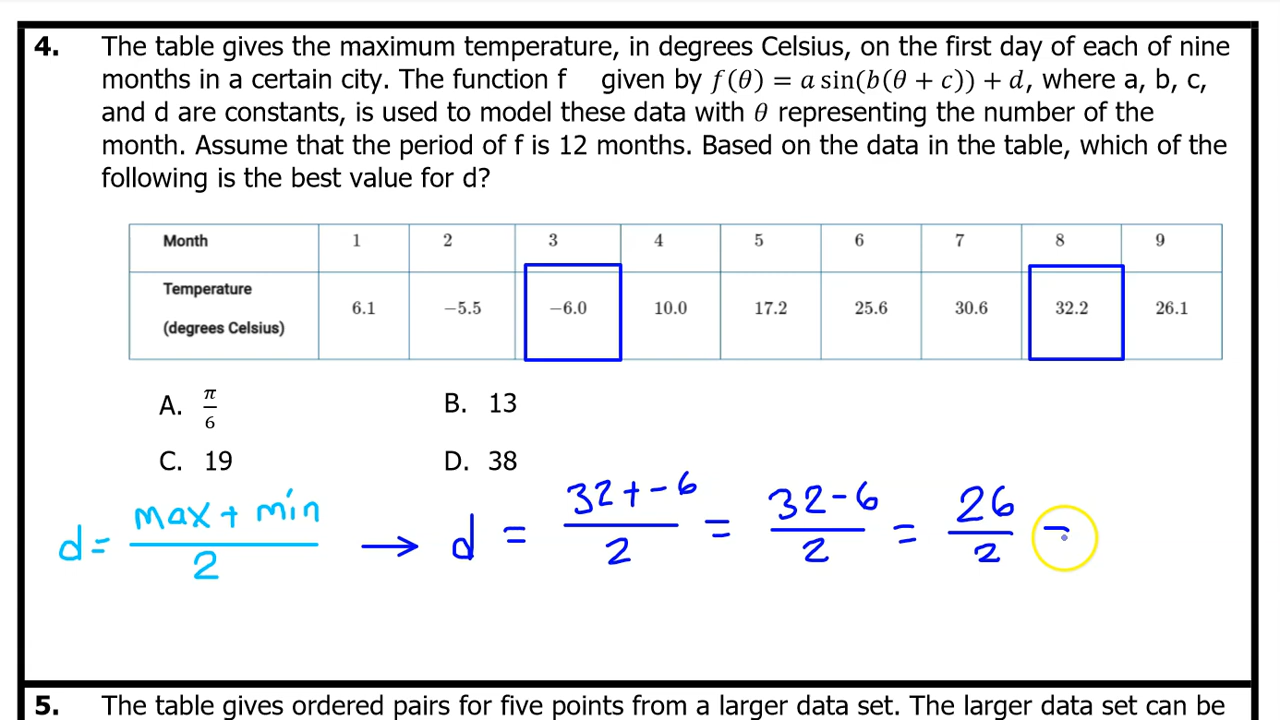 4. The table gives the maximum temperature, in degrees Celsius, on the first day of each of nine
months in a certain city. The function f given by f(θ) = a sin(b(θ + c)) + d, where a, b, c,
and d are constants, is used to model these data with θ representing the number of the
month. Assume that the period of f is 12 months. Based on the data in the table, which of the
following is the best value for d?
Month 1 2 3 4 5 6 7 8 9
Temperature
(degrees Celsius) 6.1 −5.5 −6.0 10.0 17.2 25.6 30.6 32.2 26.1
A. π/6 B. 13
C. 19 D. 38
d = max + min / 2 → d = 32 + -6 / 2 = 32 - 6 / 2 = 26 / 2 =
5. The table gives ordered pairs for five points from a larger data set. The larger data set can be